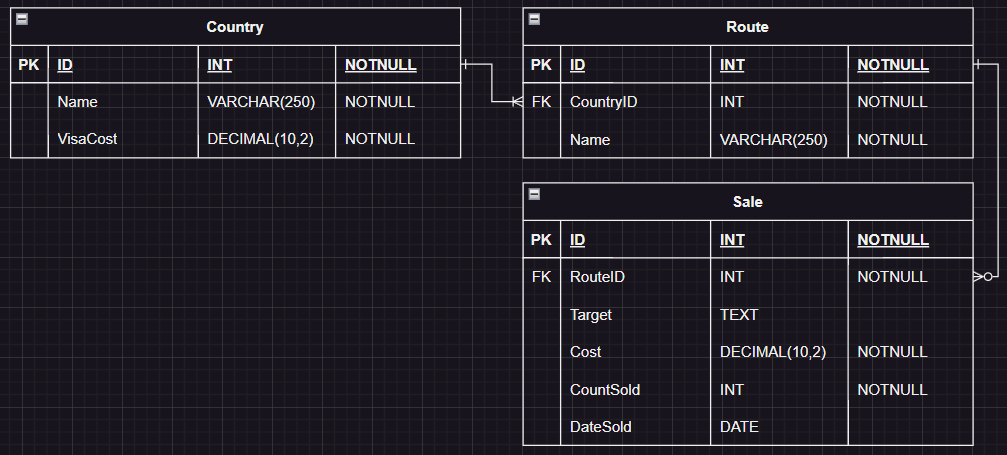 Country
PK ID INT NOTNULL
Name VARCHAR(250) NOTNULL
VisaCost DECIMAL(10,2) NOTNULL
Route
PK ID INT NOTNULL
FK CountryID INT NOTNULL
Name VARCHAR(250) NOTNULL
Sale
PK ID INT NOTNULL
FK RouteID INT NOTNULL
Target TEXT
Cost DECIMAL(10,2) NOTNULL
CountSold INT NOTNULL
DateSold DATE